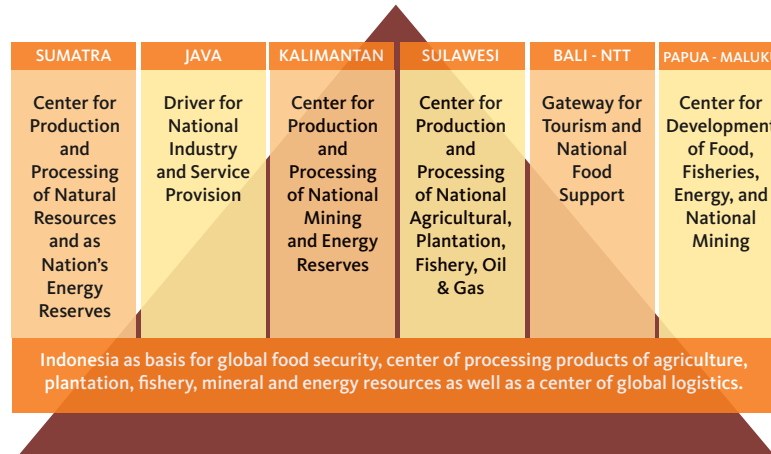 SUMATRA
Center for
Production
and
Processing
of Natural
Resources
and as
Nation's
Energy
Reserves
JAVA
Driver for
National
Industry
and Service
Provision
KALIMANTAN
Center for
Production
and
Processing
of National
Mining
and Energy
Reserves
SULAWESI
Center for
Production
and
Processing
of National
Agricultural,
Plantation,
Fishery, Oil
& Gas
BALI - NTT
Gateway for
Tourism and
National
Food
Support
PAPUA - MALUKU
Center for
Development
of Food,
Fisheries,
Energy, and
National
Mining
Indonesia as basis for global food security, center of processing products of agriculture,
plantation, fishery, mineral and energy resources as well as a center of global logistics.